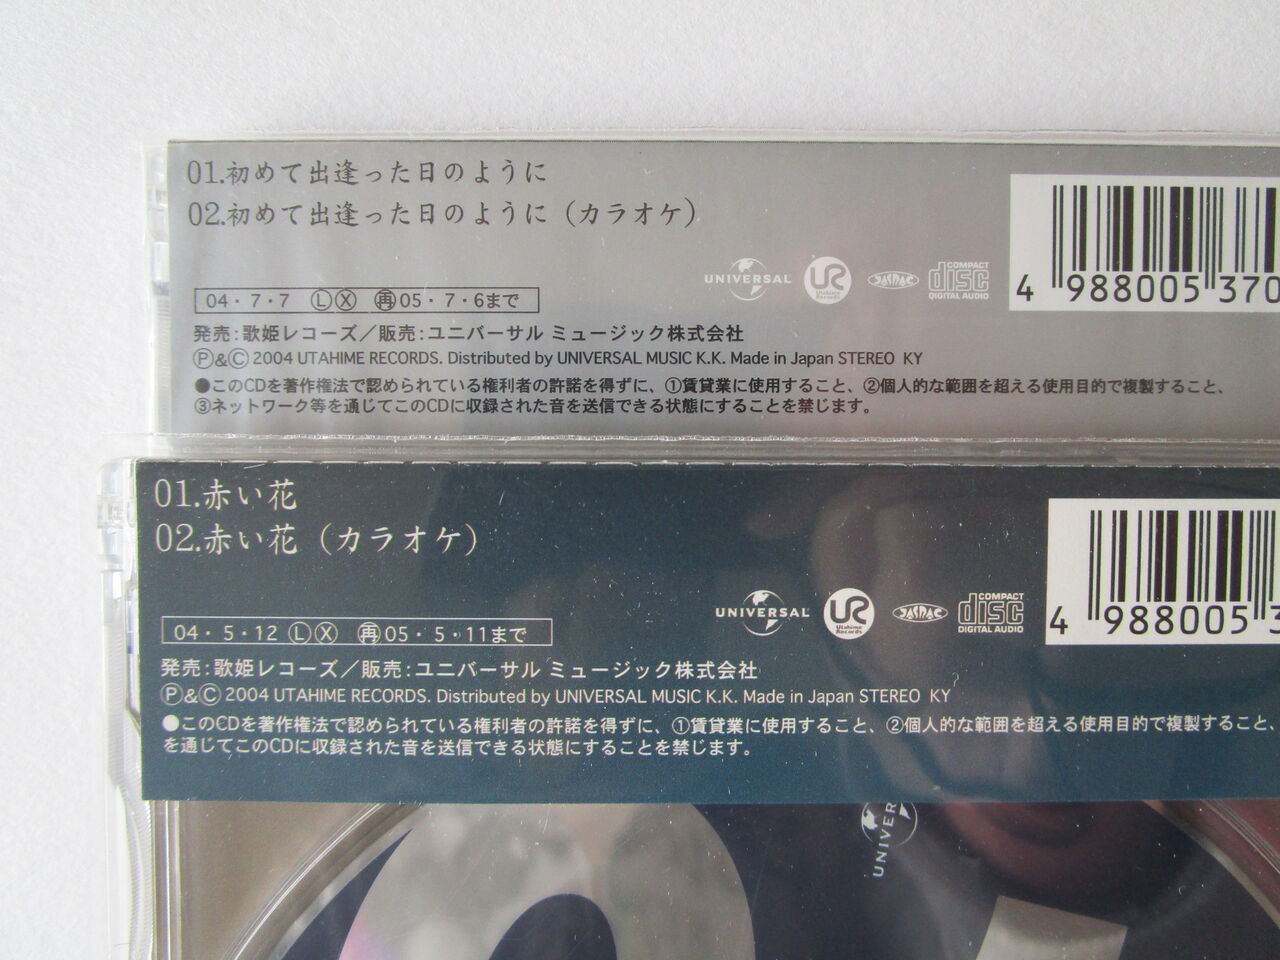 01.初めて出逢った日のように
02.初めて出逢った日のように（カラオケ）
UNIVERSAL
UR
Utahime
Records
JASRAC
COMPACT
disc
DIGITAL AUDIO
4 988005 370
04・7・7 Ⓛ Ⓧ ㊢05・7・6まで
発売:歌姫レコーズ／販売:ユニバーサル ミュージック株式会社
Ⓟ&Ⓒ 2004 UTAHIME RECORDS. Distributed by UNIVERSAL MUSIC K.K. Made in Japan STEREO KY
●このCDを著作権法で認められている権利者の許諾を得ずに、①賃貸業に使用すること、②個人的な範囲を超える使用目的で複製すること、
③ネットワーク等を通じてこのCDに収録された音を送信できる状態にすることを禁じます。
01.赤い花
02.赤い花（カラオケ）
UNIVERSAL
UR
Utahime
Records
JASRAC
COMPACT
disc
DIGITAL AUDIO
4 988005 3
04・5・12 Ⓛ Ⓧ 再05・5・11まで
発売:歌姫レコーズ／販売:ユニバーサル ミュージック株式会社
Ⓟ&Ⓒ 2004 UTAHIME RECORDS. Distributed by UNIVERSAL MUSIC K.K. Made in Japan STEREO KY
●このCDを著作権法で認められている権利者の許諾を得ずに、①賃貸業に使用すること、②個人的な範囲を超える使用目的で複製すること、
を通じてこのCDに収録された音を送信できる状態にすることを禁じます。
UNIVER